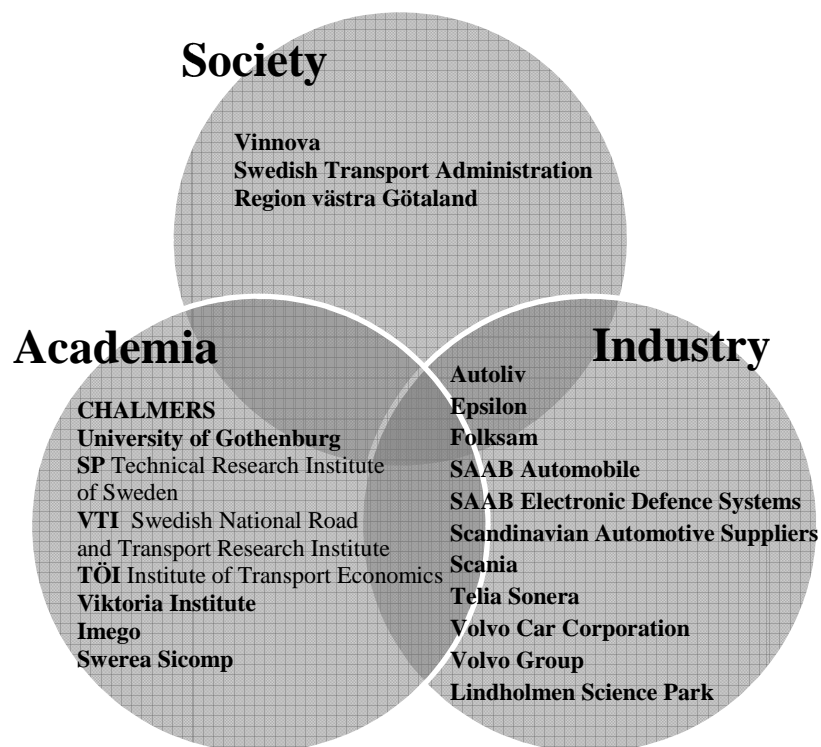 Society
Vinnova
Swedish Transport Administration
Region västra Götaland
Academia
CHALMERS
University of Gothenburg
SP Technical Research Institute
of Sweden
VTI Swedish National Road
and Transport Research Institute
TÖI Institute of Transport Economics
Viktoria Institute
Imego
Swerea Sicomp
Industry
Autoliv
Epsilon
Folksam
SAAB Automobile
SAAB Electronic Defence Systems
Scandinavian Automotive Suppliers
Scania
Telia Sonera
Volvo Car Corporation
Volvo Group
Lindholmen Science Park